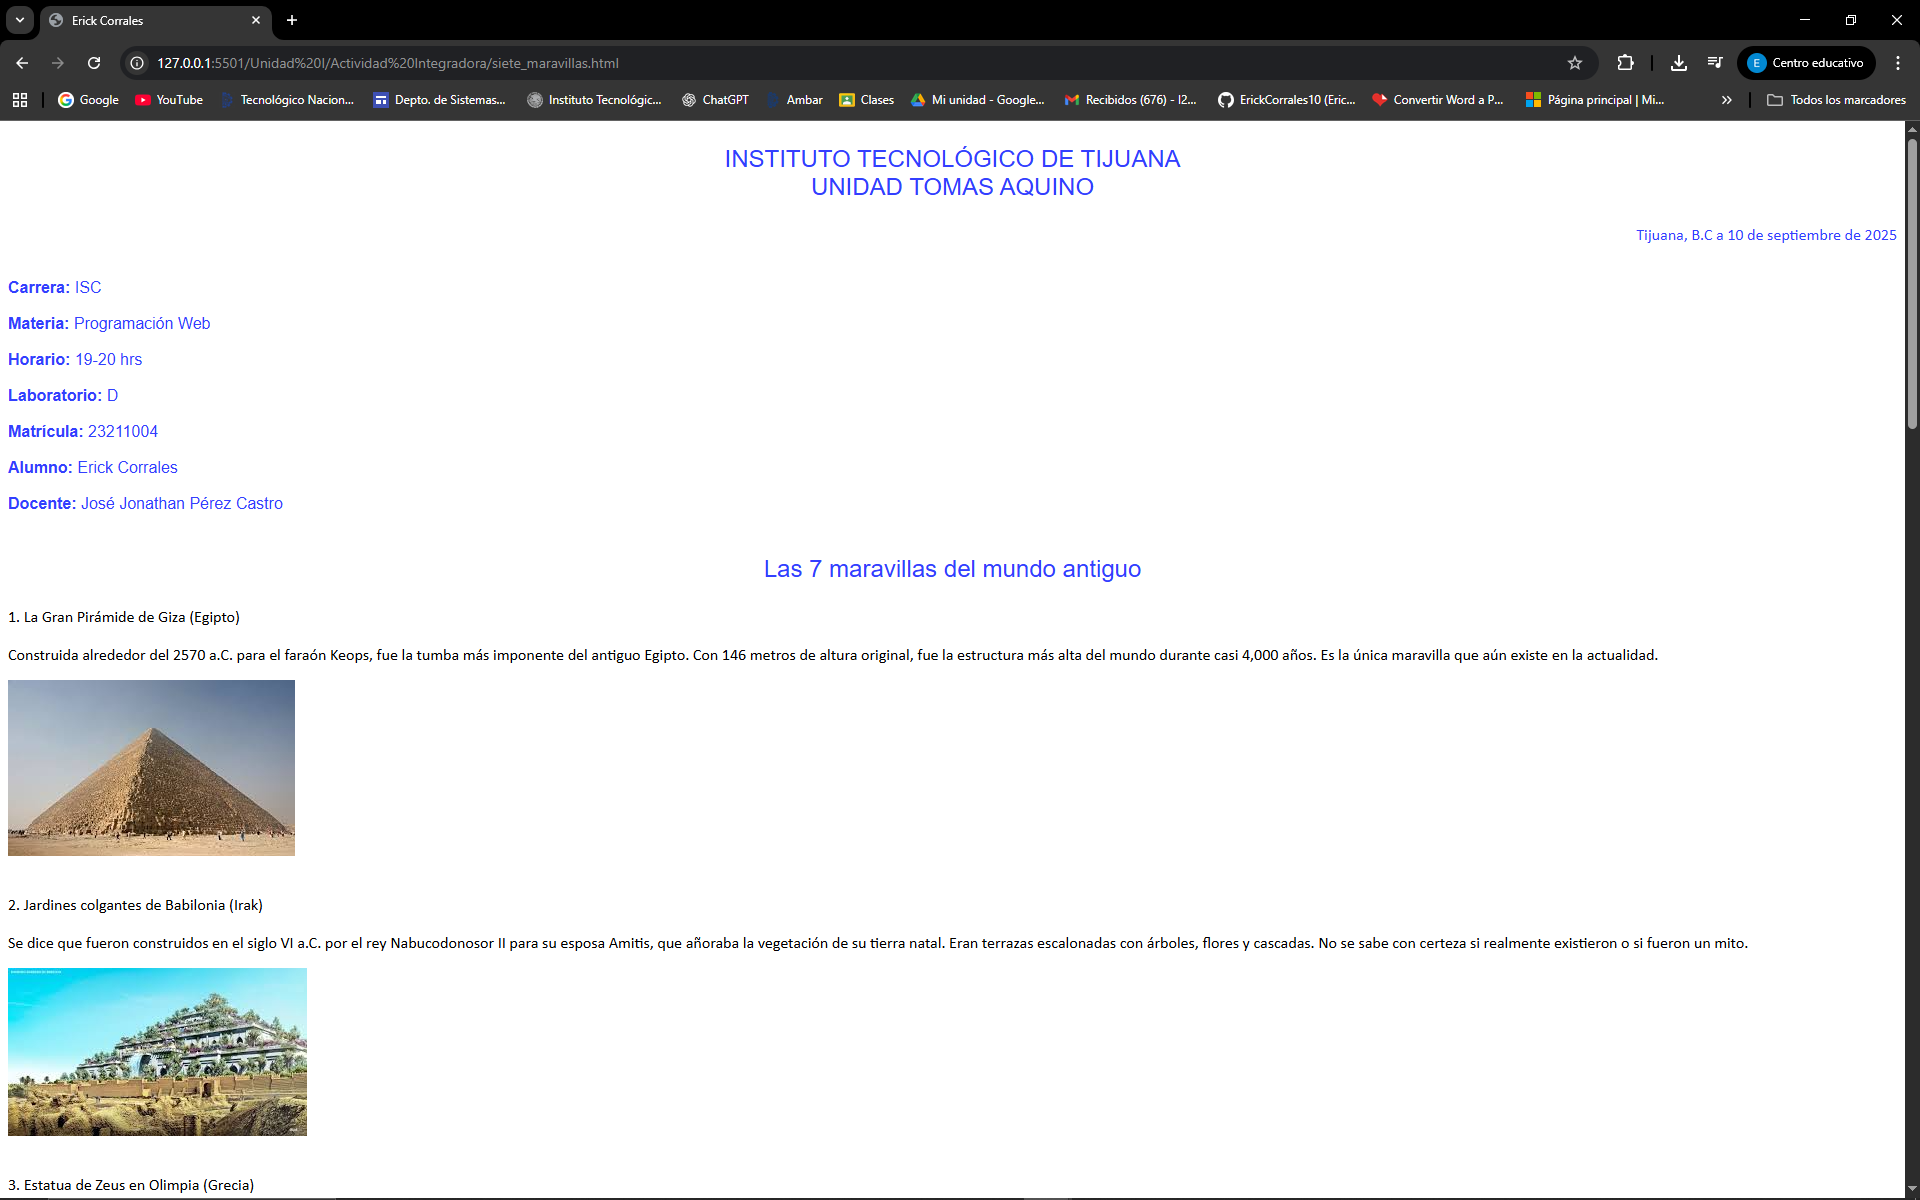 Erick Corrales
127.0.0.1:5501/Unidad%20I/Actividad%20Integradora/siete_maravillas.html
E Centro educativo
Google YouTube Tecnológico Nacion... Depto. de Sistemas... Instituto Tecnológic... ChatGPT Ambar Clases Mi unidad - Google... Recibidos (676) - l2... ErickCorrales10 (Eric... Convertir Word a P... Página principal | Mi... » Todos los marcadores
INSTITUTO TECNOLÓGICO DE TIJUANA
UNIDAD TOMAS AQUINO
Tijuana, B.C a 10 de septiembre de 2025
Carrera: ISC
Materia: Programación Web
Horario: 19-20 hrs
Laboratorio: D
Matrícula: 23211004
Alumno: Erick Corrales
Docente: José Jonathan Pérez Castro
Las 7 maravillas del mundo antiguo
1. La Gran Pirámide de Giza (Egipto)
Construida alrededor del 2570 a.C. para el faraón Keops, fue la tumba más imponente del antiguo Egipto. Con 146 metros de altura original, fue la estructura más alta del mundo durante casi 4,000 años. Es la única maravilla que aún existe en la actualidad.
2. Jardines colgantes de Babilonia (Irak)
Se dice que fueron construidos en el siglo VI a.C. por el rey Nabucodonosor II para su esposa Amitis, que añoraba la vegetación de su tierra natal. Eran terrazas escalonadas con árboles, flores y cascadas. No se sabe con certeza si realmente existieron o si fueron un mito.
3. Estatua de Zeus en Olimpia (Grecia)